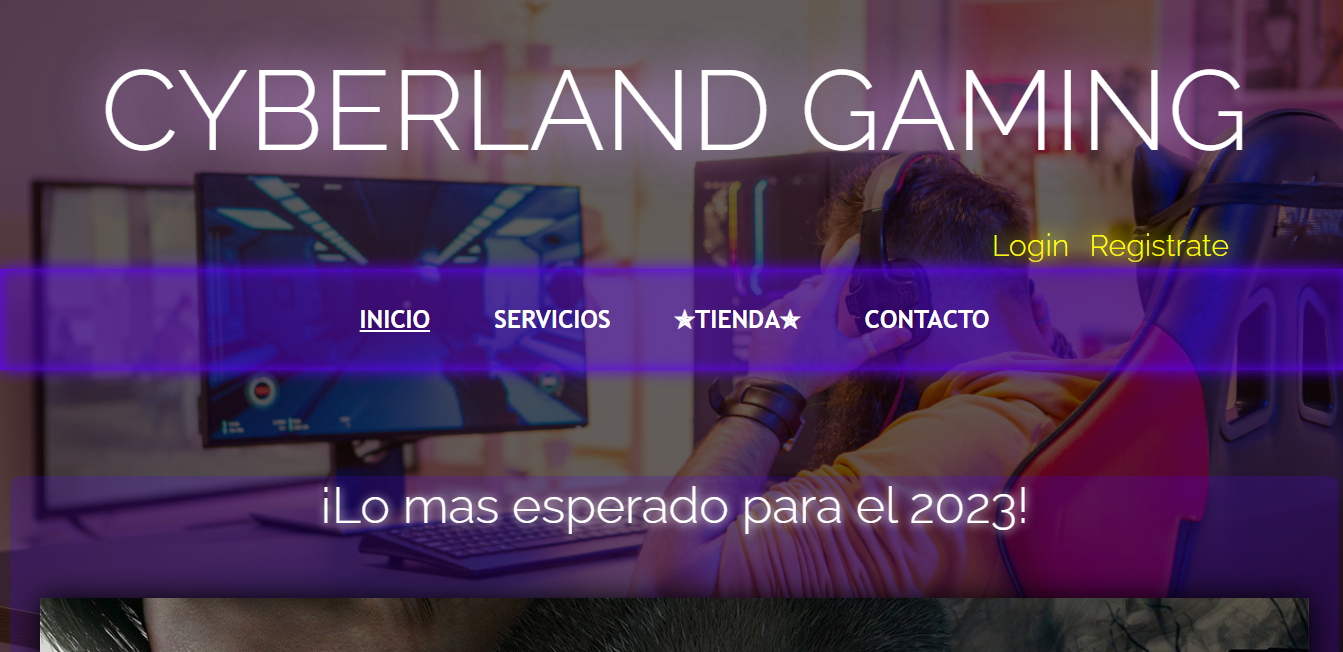 CYBERLAND GAMING
Login Registrate
INICIO SERVICIOS ★TIENDA★ CONTACTO
¡Lo mas esperado para el 2023!